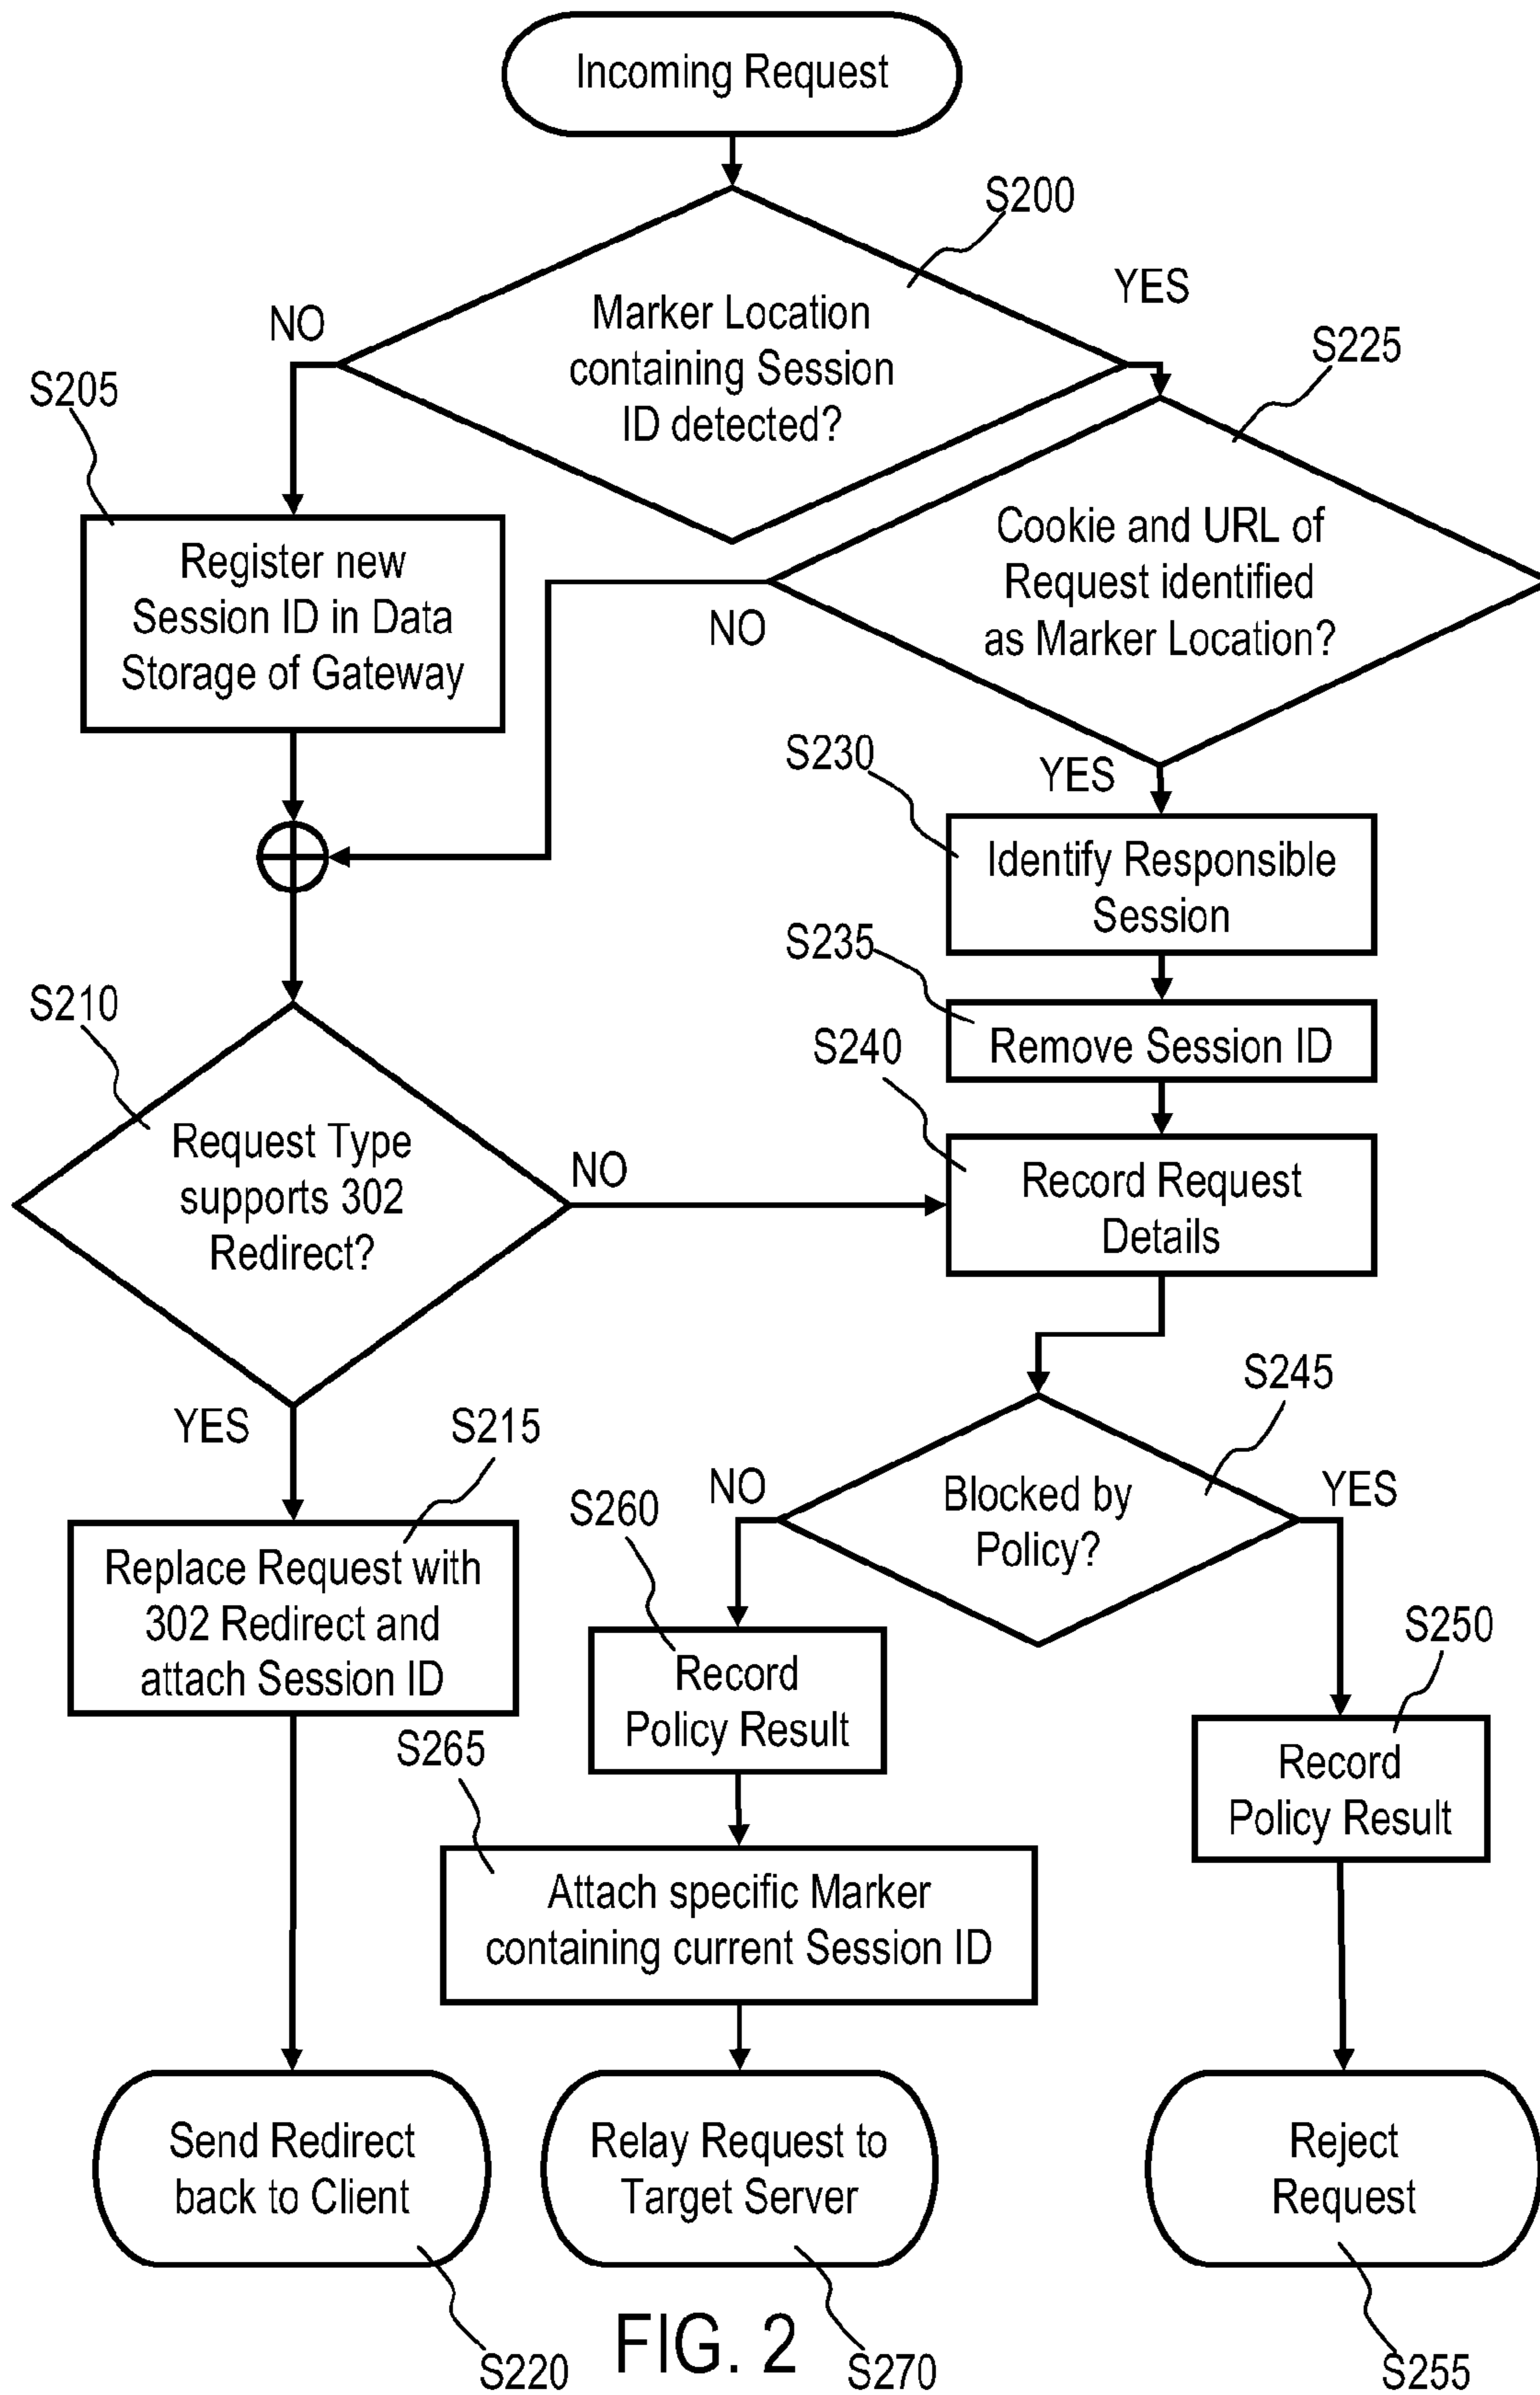 Incoming Request
S200
Marker Location
containing Session
ID detected?
NO
YES
S205
S225
Register new
Session ID in Data
Storage of Gateway
Cookie and URL of
Request identified
as Marker Location?
NO
YES
S230
Identify Responsible
Session
S235
Remove Session ID
S210
S240
Request Type
supports 302
Redirect?
NO
Record Request
Details
YES
S215
S245
Replace Request with
302 Redirect and
attach Session ID
Blocked by
Policy?
NO
YES
S260
Record
Policy Result
S250
Record
Policy Result
S265
Attach specific Marker
containing current Session ID
Send Redirect
back to Client
Relay Request to
Target Server
Reject
Request
S220
FIG. 2
S270
S255